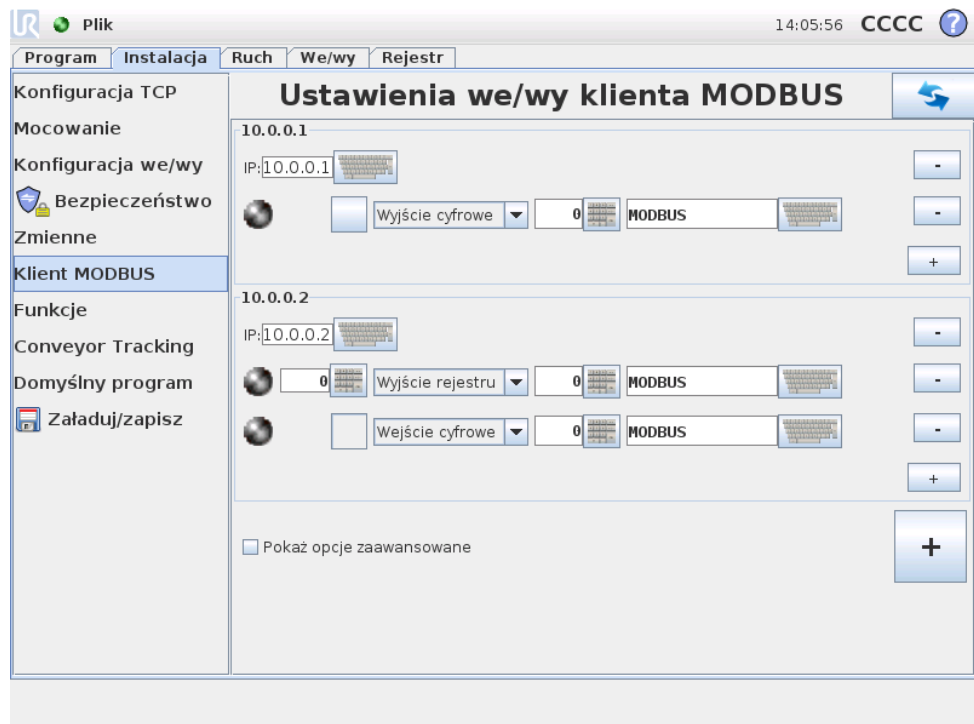 UR Plik 14:05:56 CCCC ?
Program Instalacja Ruch We/wy Rejestr
Konfiguracja TCP
Mocowanie
Konfiguracja we/wy
Bezpieczeństwo
Zmienne
Klient MODBUS
Funkcje
Conveyor Tracking
Domyślny program
Załaduj/zapisz
Ustawienia we/wy klienta MODBUS
10.0.0.1
IP: 10.0.0.1 -
Wyjście cyfrowe 0 MODBUS -
+
10.0.0.2
IP: 10.0.0.2 -
0 Wyjście rejestru 0 MODBUS -
Wejście cyfrowe 0 MODBUS -
+
Pokaż opcje zaawansowane +